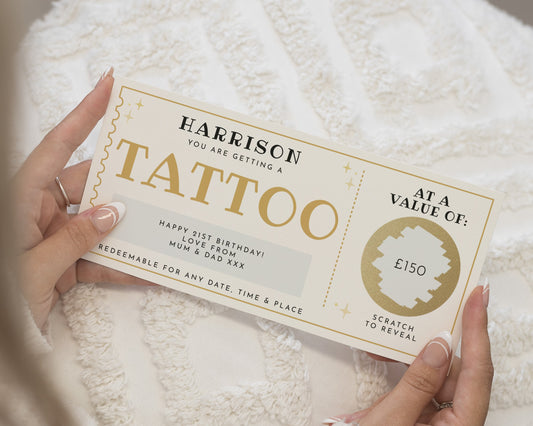 HARRISON
YOU ARE GETTING A
TATTOO
HAPPY 21ST BIRTHDAY!
LOVE FROM
MUM & DAD XXX
REDEEMABLE FOR ANY DATE, TIME & PLACE
AT A
VALUE OF:
£150
SCRATCH
TO REVEAL